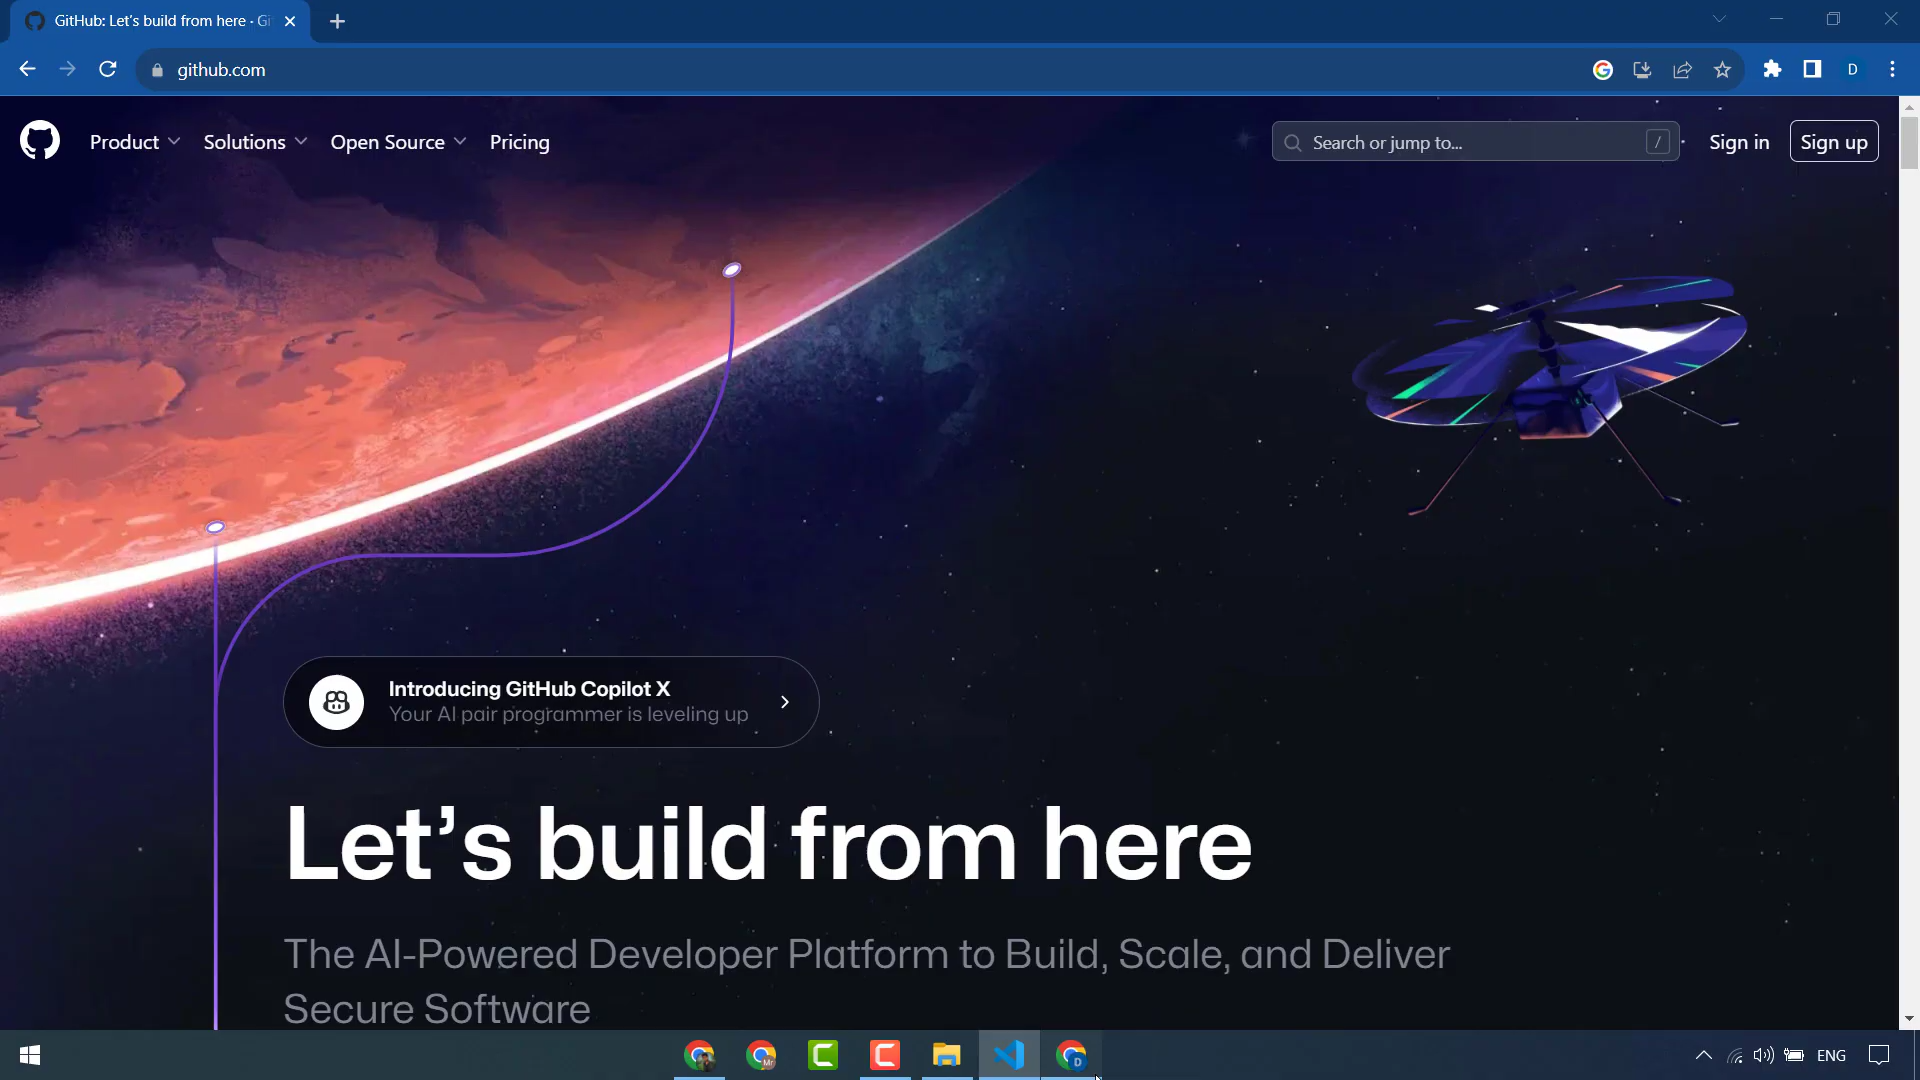 GitHub: Let's build from here · Gi
github.com
D
Product
Solutions
Open Source
Pricing
Search or jump to...
/
Sign in
Sign up
Introducing GitHub Copilot X
Your AI pair programmer is leveling up
Let’s build from here
The AI-Powered Developer Platform to Build, Scale, and Deliver
Secure Software
Mr
D
ENG